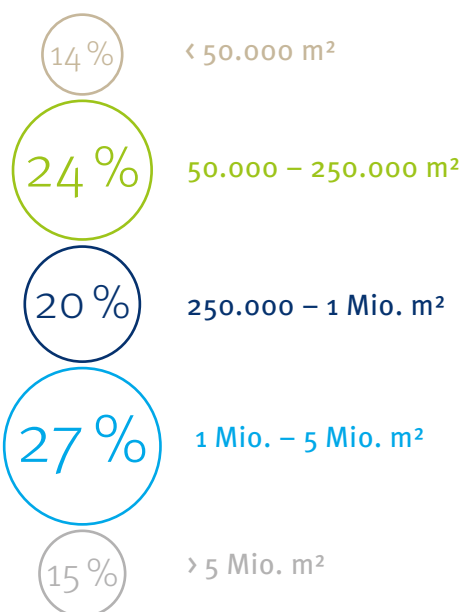 14 % < 50.000 m²
24 % 50.000 – 250.000 m²
20 % 250.000 – 1 Mio. m²
27 % 1 Mio. – 5 Mio. m²
15 % > 5 Mio. m²